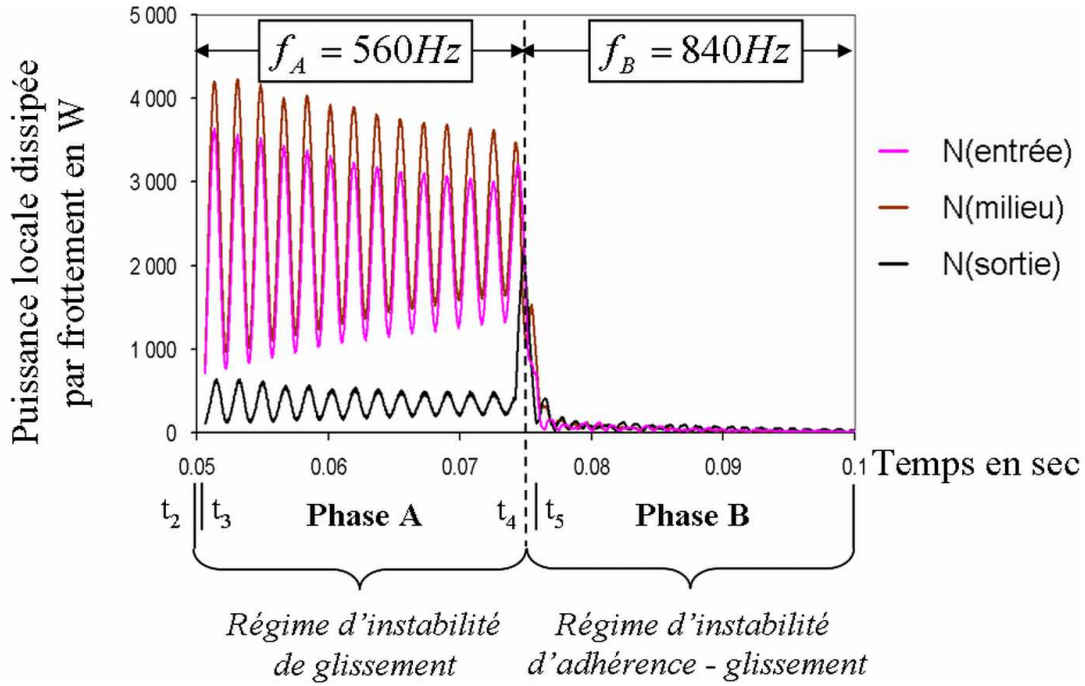 5 000
f_A = 560Hz
f_B = 840Hz
4 000
3 000
2 000
1 000
0
Puissance locale dissipée
par frottement en W
N(entrée)
N(milieu)
N(sortie)
0.05
0.06
0.07
0.08
0.09
0.1
Temps en sec
t2
t3
Phase A
t4
t5
Phase B
Régime d'instabilité
de glissement
Régime d'instabilité
d'adhérence - glissement